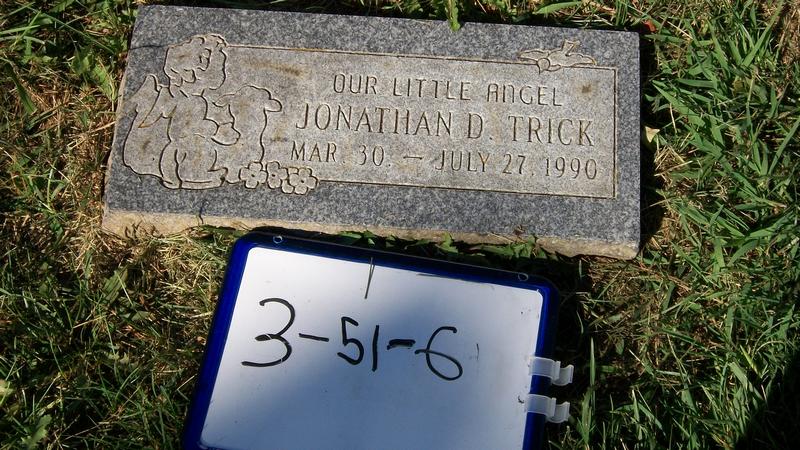 OUR LITTLE ANGEL
JONATHAN D. TRICK
MAR. 30. — JULY 27, 1990
3-51-6